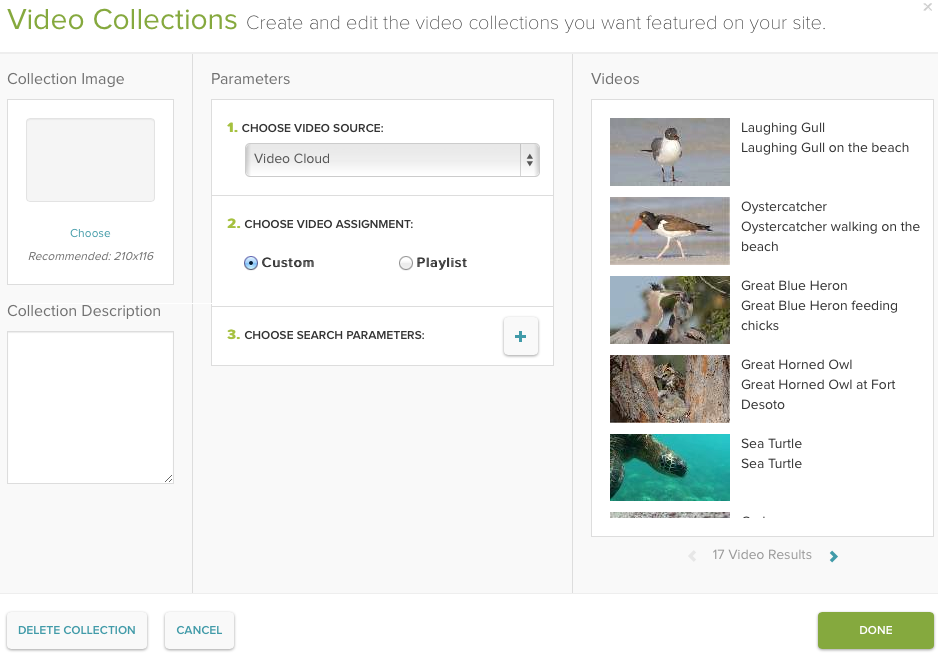 Video Collections Create and edit the video collections you want featured on your site.
×
Collection Image
Choose
Recommended: 210x116
Collection Description
Parameters
1. CHOOSE VIDEO SOURCE:
Video Cloud
2. CHOOSE VIDEO ASSIGNMENT:
Custom
Playlist
3. CHOOSE SEARCH PARAMETERS:
+
Videos
Laughing Gull
Laughing Gull on the beach
Oystercatcher
Oystercatcher walking on the
beach
Great Blue Heron
Great Blue Heron feeding
chicks
Great Horned Owl
Great Horned Owl at Fort
Desoto
Sea Turtle
Sea Turtle
17 Video Results
DELETE COLLECTION
CANCEL
DONE